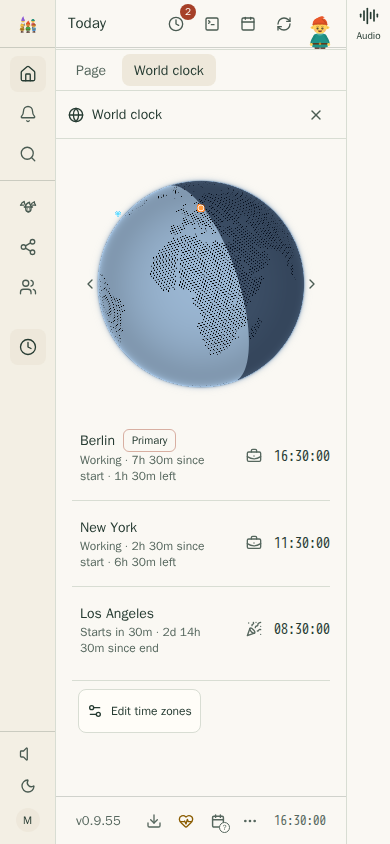 Today
2
Audio
Page
World clock
World clock
Berlin
Primary
Working · 7h 30m since
start · 1h 30m left
16:30:00
New York
Working · 2h 30m since
start · 6h 30m left
11:30:00
Los Angeles
Starts in 30m · 2d 14h
30m since end
08:30:00
Edit time zones
M
v0.9.55
?
16:30:00